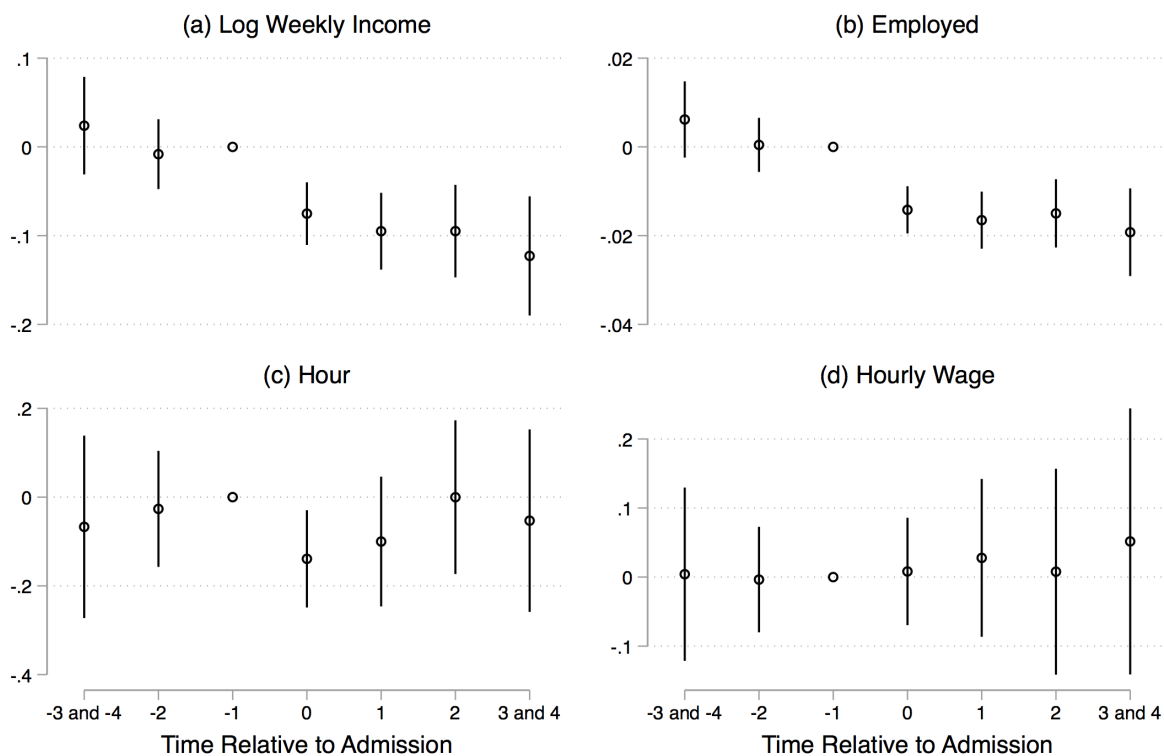 (a) Log Weekly Income
.1
0
-.1
-.2
(b) Employed
.02
0
-.02
-.04
(c) Hour
.2
0
-.2
-.4
-3 and -4 -2 -1 0 1 2 3 and 4
Time Relative to Admission
(d) Hourly Wage
.2
.1
0
-.1
-3 and -4 -2 -1 0 1 2 3 and 4
Time Relative to Admission